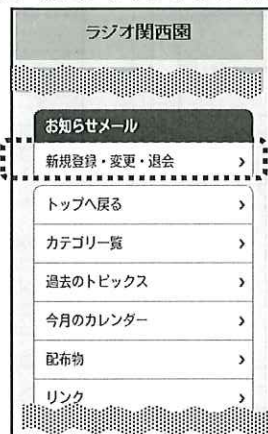 ラジオ関西園
お知らせメール
新規登録・変更・退会 ›
トップへ戻る ›
カテゴリ一覧 ›
過去のトピックス ›
今月のカレンダー ›
配布物 ›
リンク ›